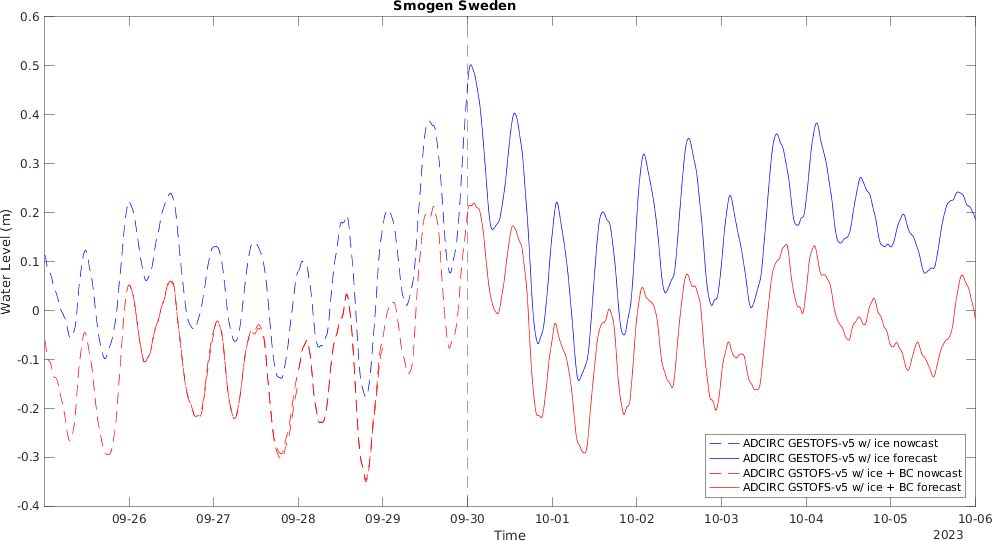 Smogen Sweden
0.6
0.5
0.4
0.3
0.2
0.1
0
-0.1
-0.2
-0.3
-0.4
Water Level (m)
ADCIRC GESTOFS-v5 w/ ice nowcast
ADCIRC GESTOFS-v5 w/ ice forecast
ADCIRC GSTOFS-v5 w/ ice + BC nowcast
ADCIRC GSTOFS-v5 w/ ice + BC forecast
09-26 09-27 09-28 09-29 09-30 10-01 10-02 10-03 10-04 10-05 10-06
Time
2023